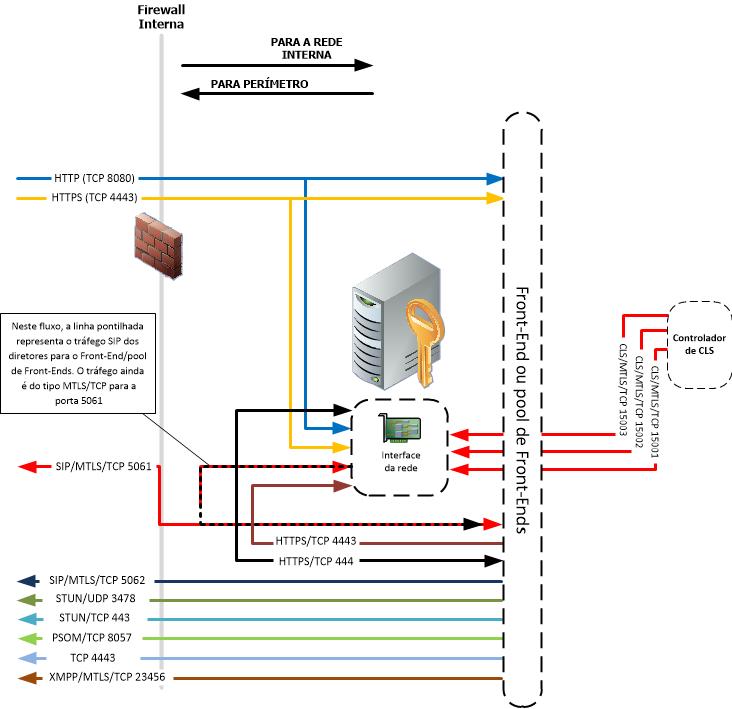 Firewall
Interna
PARA A REDE
INTERNA
PARA PERÍMETRO
HTTP (TCP 8080)
HTTPS (TCP 4443)
Neste fluxo, a linha pontilhada
representa o tráfego SIP dos
diretores para o Front-End/pool
de Front-Ends. O tráfego ainda
é do tipo MTLS/TCP para a
porta 5061
Front-End ou pool de Front-Ends
Controlador
de CLS
CLS/MTLS/TCP 15003
CLS/MTLS/TCP 15002
CLS/MTLS/TCP 15001
Interface
da rede
SIP/MTLS/TCP 5061
HTTPS/TCP 4443
HTTPS/TCP 444
SIP/MTLS/TCP 5062
STUN/UDP 3478
STUN/TCP 443
PSOM/TCP 8057
TCP 4443
XMPP/MTLS/TCP 23456